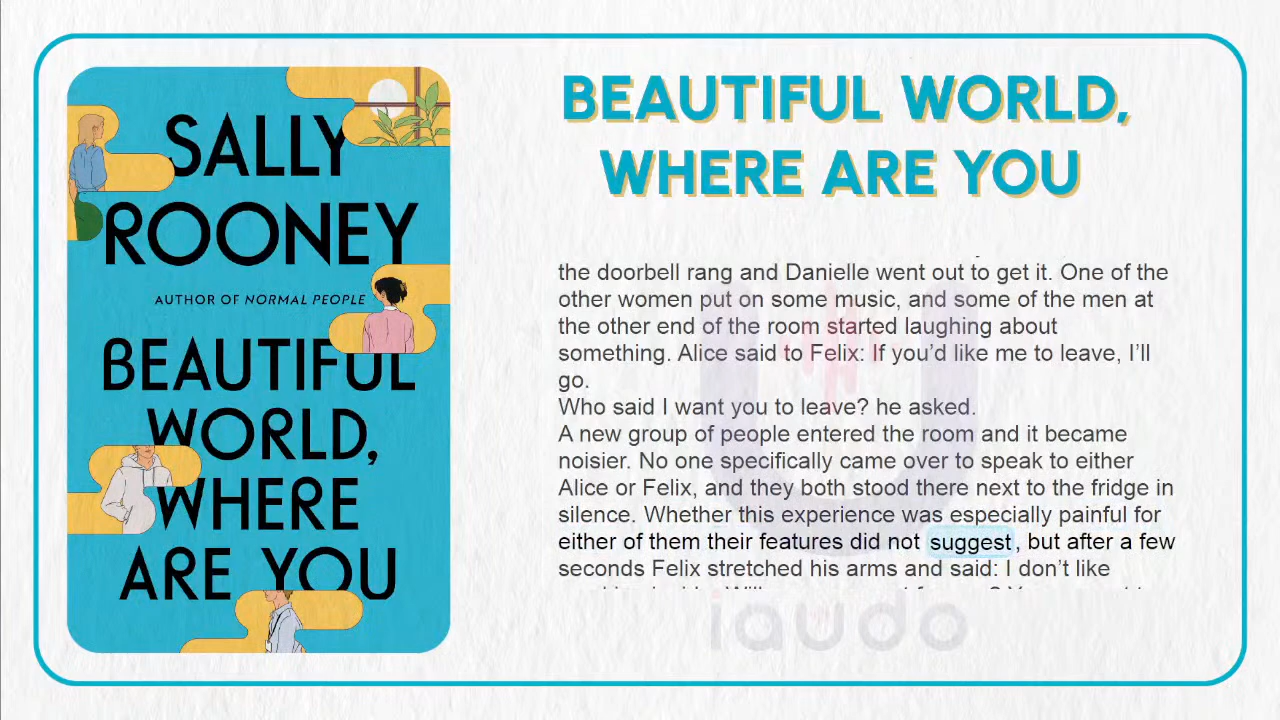 SALLY
ROONEY
AUTHOR OF NORMAL PEOPLE
BEAUTIFUL
WORLD,
WHERE
ARE YOU
BEAUTIFUL WORLD,
WHERE ARE YOU
the doorbell rang and Danielle went out to get it. One of the
other women put on some music, and some of the men at
the other end of the room started laughing about
something. Alice said to Felix: If you’d like me to leave, I’ll
go.
Who said I want you to leave? he asked.
A new group of people entered the room and it became
noisier. No one specifically came over to speak to either
Alice or Felix, and they both stood there next to the fridge in
silence. Whether this experience was especially painful for
either of them their features did not suggest, but after a few
seconds Felix stretched his arms and said: I don’t like
iaudo